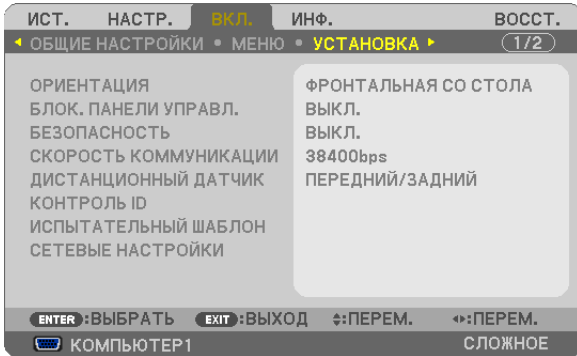 ИСТ. НАСТР. ВКЛ. ИНФ. ВОССТ.
ОБЩИЕ НАСТРОЙКИ • МЕНЮ • УСТАНОВКА 1/2
ОРИЕНТАЦИЯ ФРОНТАЛЬНАЯ СО СТОЛА
БЛОК. ПАНЕЛИ УПРАВЛ. ВЫКЛ.
БЕЗОПАСНОСТЬ ВЫКЛ.
СКОРОСТЬ КОММУНИКАЦИИ 38400bps
ДИСТАНЦИОННЫЙ ДАТЧИК ПЕРЕДНИЙ/ЗАДНИЙ
КОНТРОЛЬ ID
ИСПЫТАТЕЛЬНЫЙ ШАБЛОН
СЕТЕВЫЕ НАСТРОЙКИ
ENTER :ВЫБРАТЬ EXIT :ВЫХОД :ПЕРЕМ. :ПЕРЕМ.
КОМПЬЮТЕР1 СЛОЖНОЕ